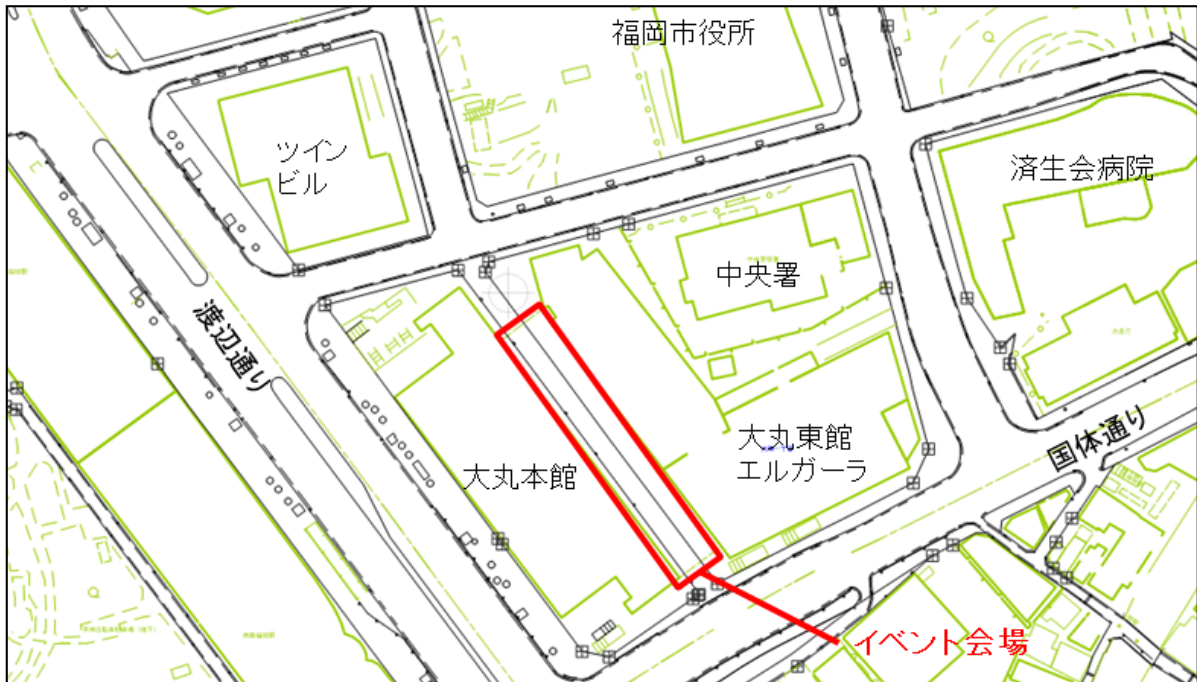 福岡市役所
ツイン
ビル
済生会病院
中央署
渡辺通り
大丸東館
エルガーラ
国体通り
大丸本館
イベント会場